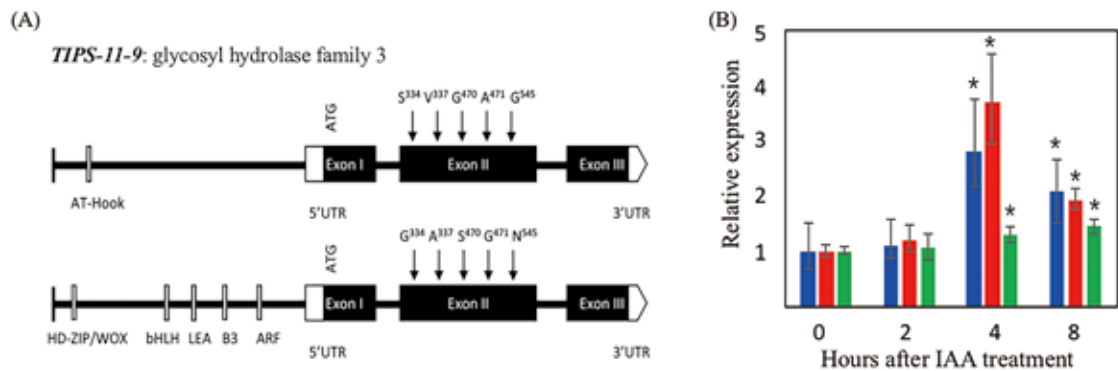 (A)
TIPS-11-9: glycosyl hydrolase family 3
ATG
S³³⁴ V³³⁷ G⁴⁷⁰ A⁴⁷¹ G⁵⁴⁵
Exon I Exon II Exon III
AT-Hook
5'UTR 3'UTR
ATG
G³³⁴ A³³⁷ S⁴⁷⁰ G⁴⁷¹ N⁵⁴⁵
Exon I Exon II Exon III
HD-ZIP/WOX bHLH LEA B3 ARF
5'UTR 3'UTR
(B)
Relative expression
5
4
3
2
1
* *
*
* * *
0 2 4 8
Hours after IAA treatment